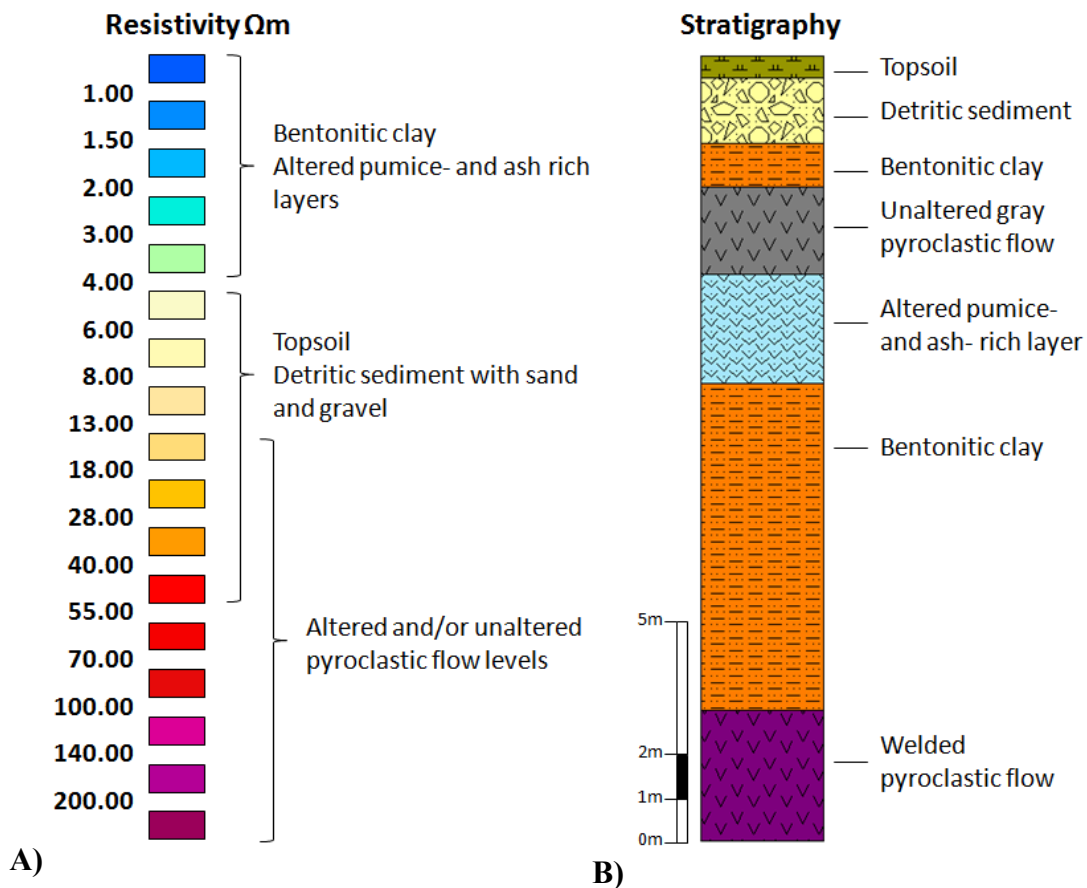 Resistivity Ωm
1.00
1.50
2.00
3.00
4.00
6.00
8.00
13.00
18.00
28.00
40.00
55.00
70.00
100.00
140.00
200.00
Bentonitic clay
Altered pumice- and ash rich
layers
Topsoil
Detritic sediment with sand
and gravel
Altered and/or unaltered
pyroclastic flow levels
A)
Stratigraphy
Topsoil
Detritic sediment
Bentonitic clay
Unaltered gray
pyroclastic flow
Altered pumice-
and ash- rich layer
Bentonitic clay
Welded
pyroclastic flow
5m
2m
1m
0m
B)